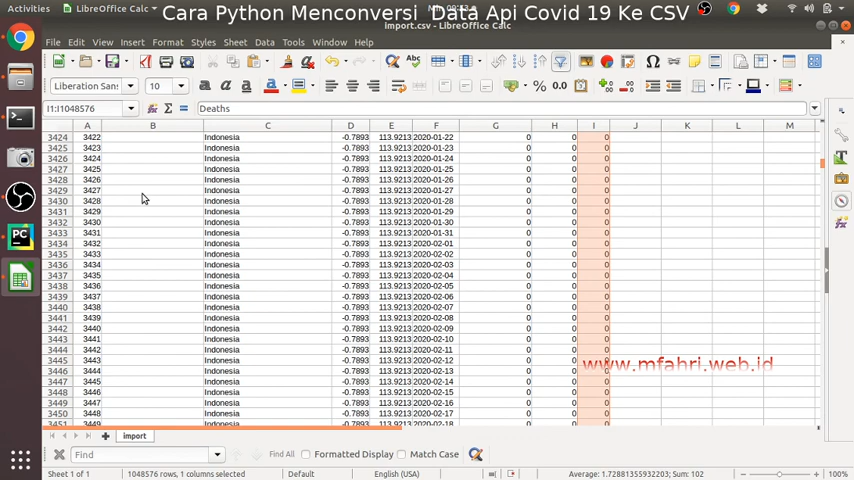 Activities LibreOffice Calc
Cara Python Menconversi Data Api Covid 19 Ke CSV
import.csv - LibreOffice Calc
File Edit View Insert Format Styles Sheet Data Tools Window Help
Liberation Sans 10
I1:I1048576 Deaths
A B C D E F G H I J K L M
3424 3422 Indonesia -0.7893 113.9213 2020-01-22 0 0 0
3425 3423 Indonesia -0.7893 113.9213 2020-01-23 0 0 0
3426 3424 Indonesia -0.7893 113.9213 2020-01-24 0 0 0
3427 3425 Indonesia -0.7893 113.9213 2020-01-25 0 0 0
3428 3426 Indonesia -0.7893 113.9213 2020-01-26 0 0 0
3429 3427 Indonesia -0.7893 113.9213 2020-01-27 0 0 0
3430 3428 Indonesia -0.7893 113.9213 2020-01-28 0 0 0
3431 3429 Indonesia -0.7893 113.9213 2020-01-29 0 0 0
3432 3430 Indonesia -0.7893 113.9213 2020-01-30 0 0 0
3433 3431 Indonesia -0.7893 113.9213 2020-01-31 0 0 0
3434 3432 Indonesia -0.7893 113.9213 2020-02-01 0 0 0
3435 3433 Indonesia -0.7893 113.9213 2020-02-02 0 0 0
3436 3434 Indonesia -0.7893 113.9213 2020-02-03 0 0 0
3437 3435 Indonesia -0.7893 113.9213 2020-02-04 0 0 0
3438 3436 Indonesia -0.7893 113.9213 2020-02-05 0 0 0
3439 3437 Indonesia -0.7893 113.9213 2020-02-06 0 0 0
3440 3438 Indonesia -0.7893 113.9213 2020-02-07 0 0 0
3441 3439 Indonesia -0.7893 113.9213 2020-02-08 0 0 0
3442 3440 Indonesia -0.7893 113.9213 2020-02-09 0 0 0
3443 3441 Indonesia -0.7893 113.9213 2020-02-10 0 0 0
3444 3442 Indonesia -0.7893 113.9213 2020-02-11 0 0 0
3445 3443 Indonesia -0.7893 113.9213 2020-02-12 0 0 0
www.mfahri.web.id
3446 3444 Indonesia -0.7893 113.9213 2020-02-13 0 0 0
3447 3445 Indonesia -0.7893 113.9213 2020-02-14 0 0 0
3448 3446 Indonesia -0.7893 113.9213 2020-02-15 0 0 0
3449 3447 Indonesia -0.7893 113.9213 2020-02-16 0 0 0
3450 3448 Indonesia -0.7893 113.9213 2020-02-17 0 0 0
3451 3449 Indonesia -0.7893 113.9213 2020-02-18 0 0 0
import
Find Find All Formatted Display Match Case
Sheet 1 of 1 1048576 rows, 1 columns selected Default English (USA) Average: 1.72881355932203; Sum: 102 100%